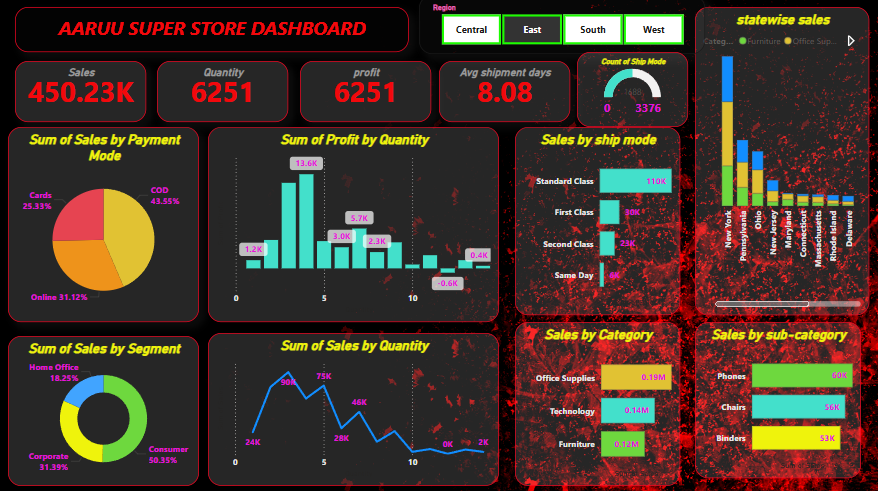 Region
AARUU SUPER STORE DASHBOARD
Central
East
South
West
statewise sales
Categ...
Furniture
Office Sup...
Sales
450.23K
Quantity
6251
profit
6251
Avg shipment days
8.08
Count of Ship Mode
1688
0
3376
Sum of Sales by Payment
Mode
Cards
25.33%
COD
43.55%
Online 31.12%
Sum of Profit by Quantity
13.6K
1.2K
3.0K
5.7K
2.3K
-0.6K
0.4K
0
5
10
Sales by ship mode
Standard Class
110K
First Class
30K
Second Class
23K
Same Day
New York
Pennsylvania
Ohio
New Jersey
Maryland
Connecticut
Massachusetts
Rhode Island
Delaware
Sum of Sales by Segment
Home Office
18.25%
Corporate
31.39%
Consumer
50.35%
Sum of Sales by Quantity
24K
90K
75K
28K
46K
0K
2K
0
5
10
Sales by Category
Office Supplies
0.19M
Technology
0.14M
Furniture
0.12M
Sales by sub-category
Phones
60K
Chairs
56K
Binders
53K